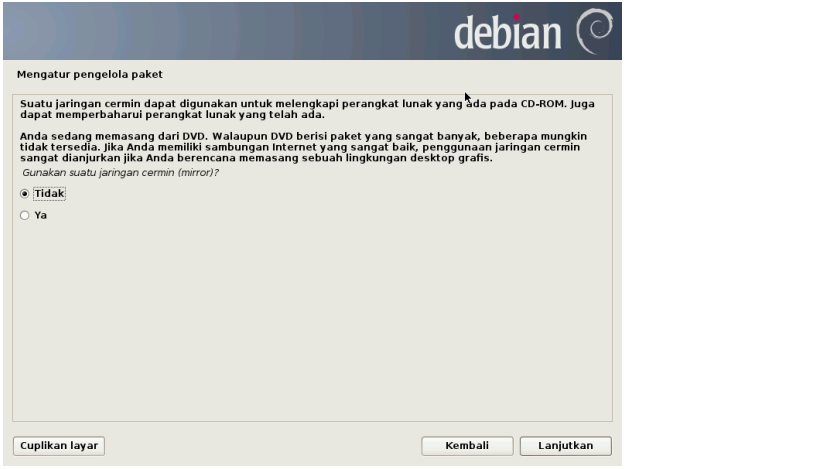 debian
Mengatur pengelola paket
Suatu jaringan cermin dapat digunakan untuk melengkapi perangkat lunak yang ada pada CD-ROM. Juga
dapat memperbaharui perangkat lunak yang telah ada.
Anda sedang memasang dari DVD. Walaupun DVD berisi paket yang sangat banyak, beberapa mungkin
tidak tersedia. Jika Anda memiliki sambungan Internet yang sangat baik, penggunaan jaringan cermin
sangat dianjurkan jika Anda berencana memasang sebuah lingkungan desktop grafis.
Gunakan suatu jaringan cermin (mirror)?
Tidak
Ya
Cuplikan layar
Kembali
Lanjutkan